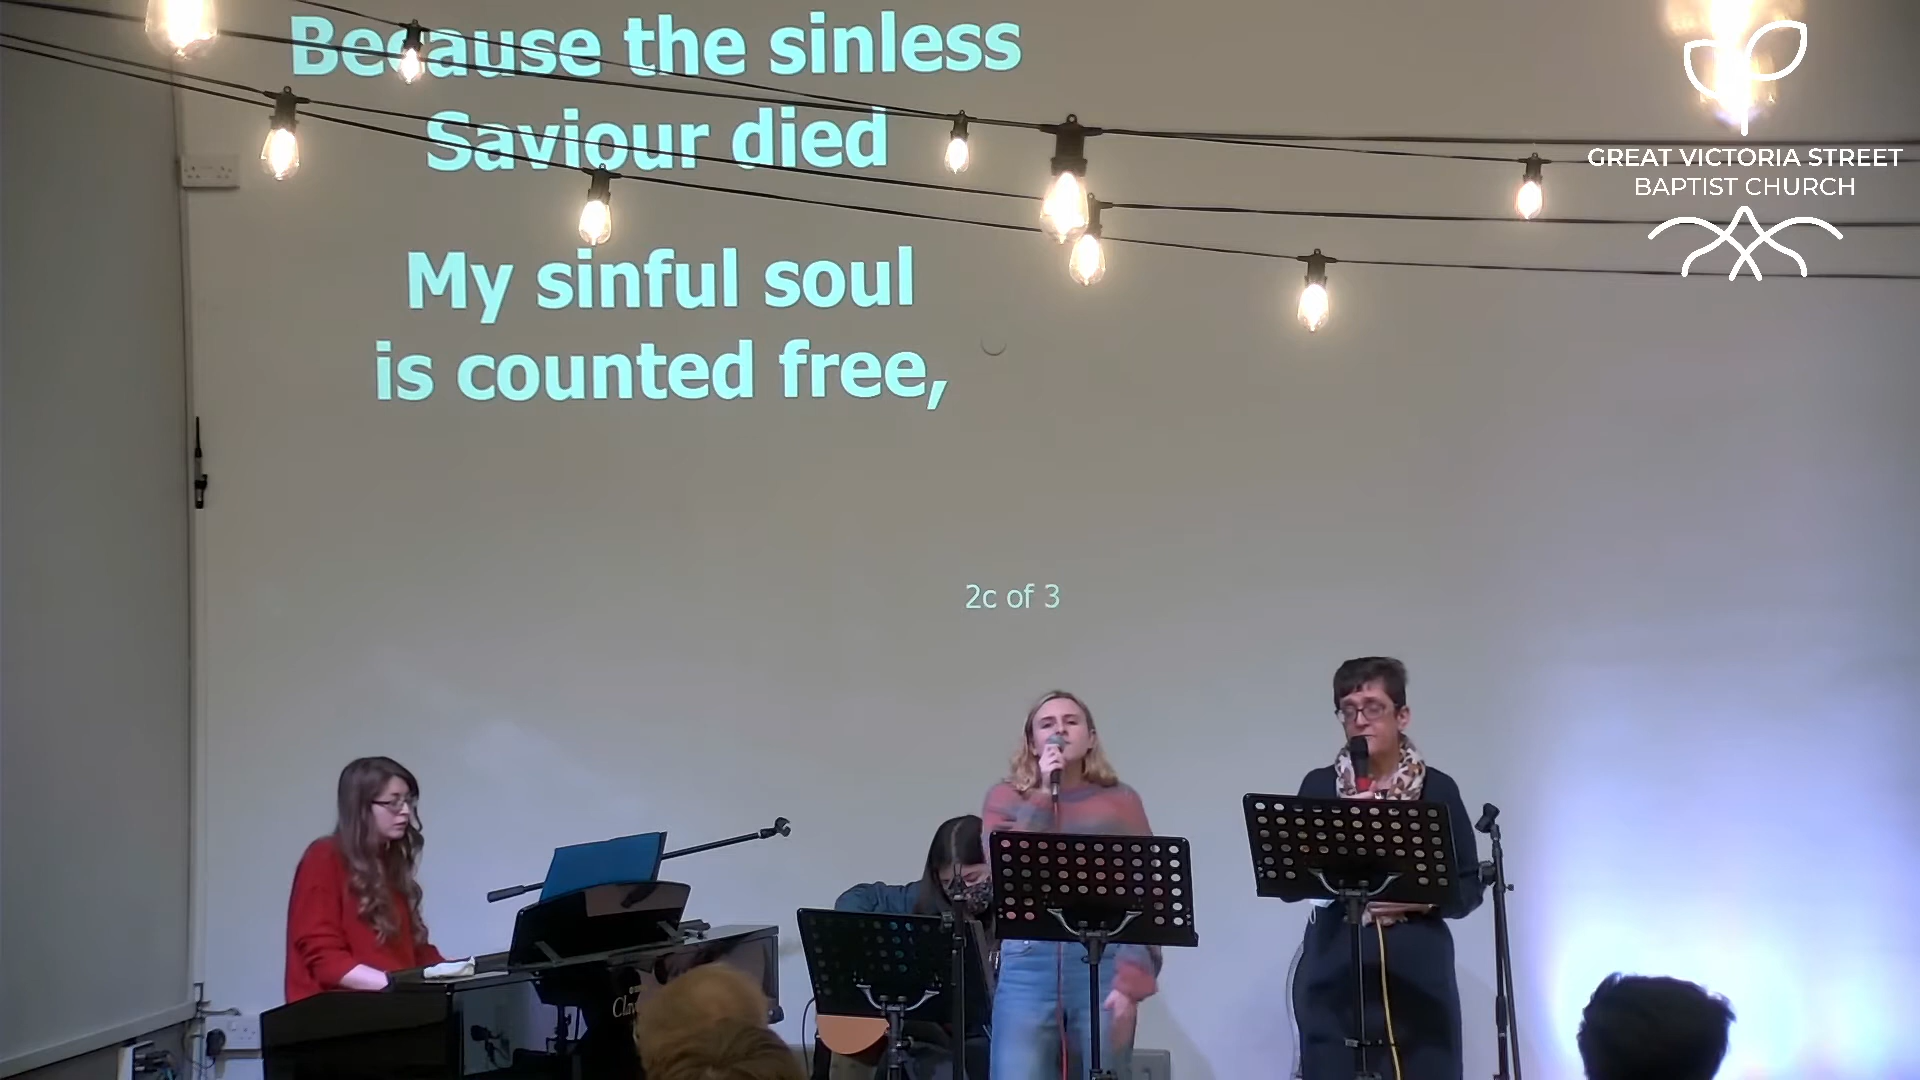 Because the sinless
Saviour died
My sinful soul
is counted free,
2c of 3
GREAT VICTORIA STREET
BAPTIST CHURCH